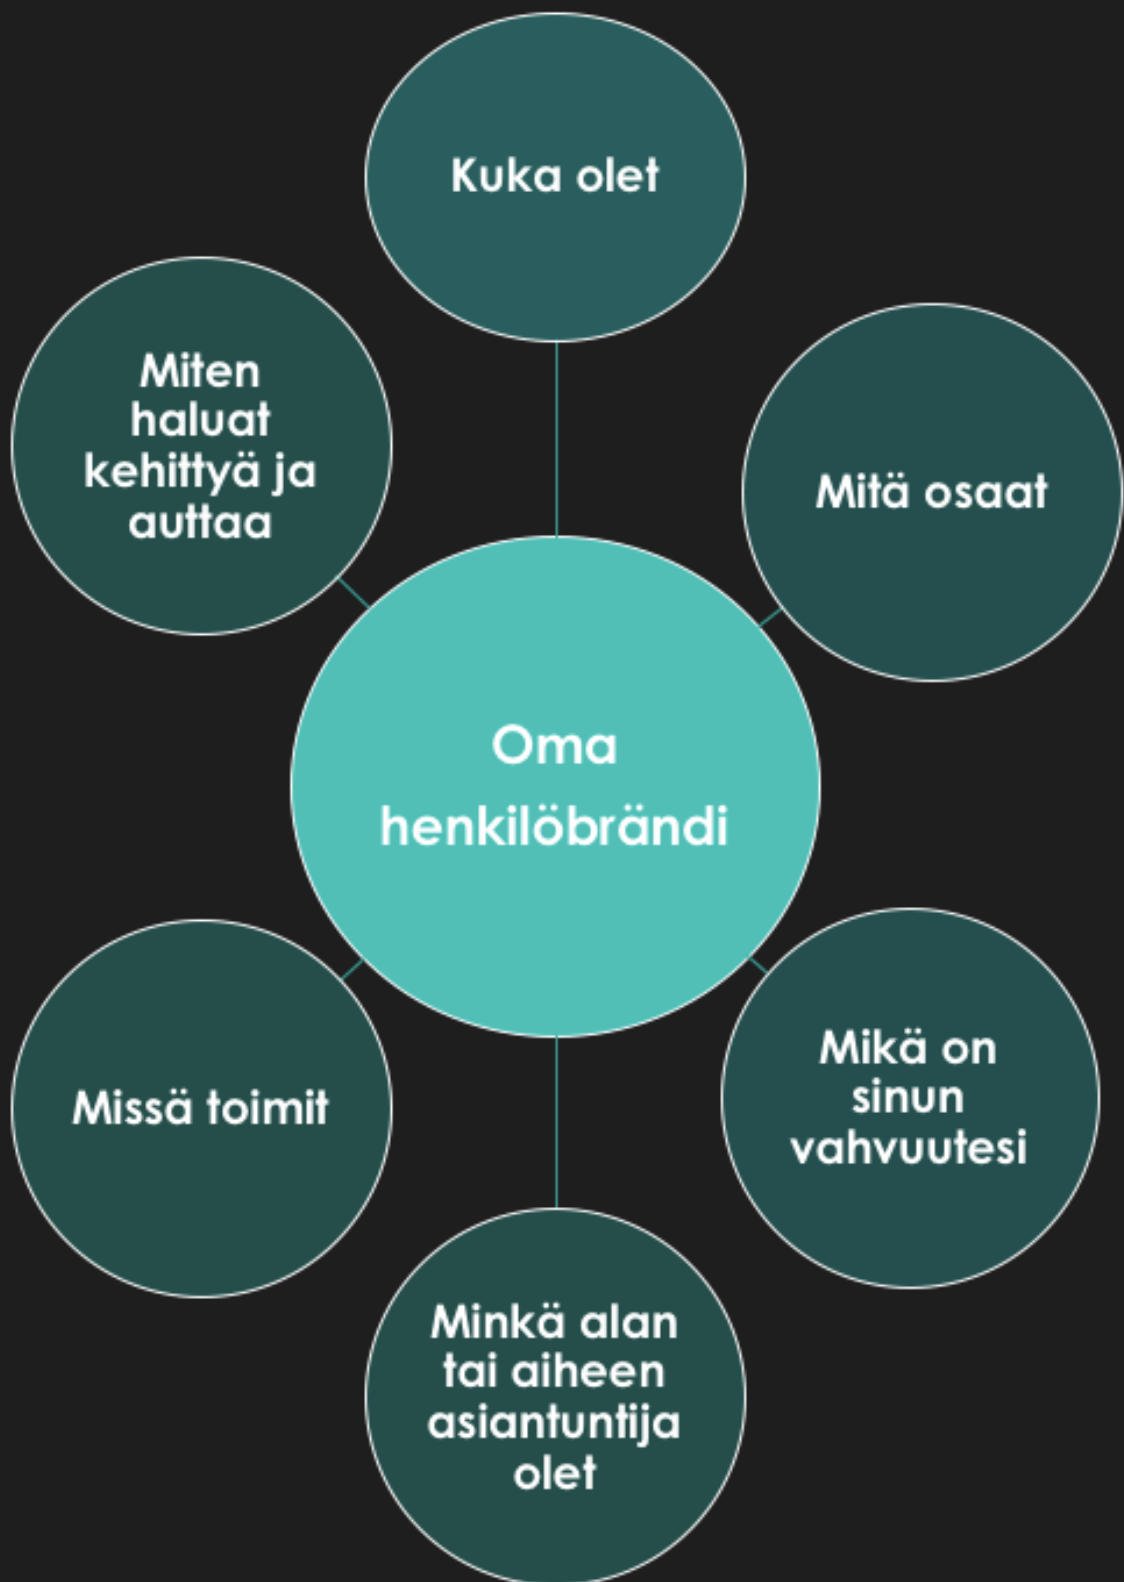 Kuka olet
Mitä osaat
Mikä on
sinun
vahvuutesi
Minkä alan
tai aiheen
asiantuntija
olet
Missä toimit
Miten
haluat
kehittyä ja
auttaa
Oma
henkilöbrändi